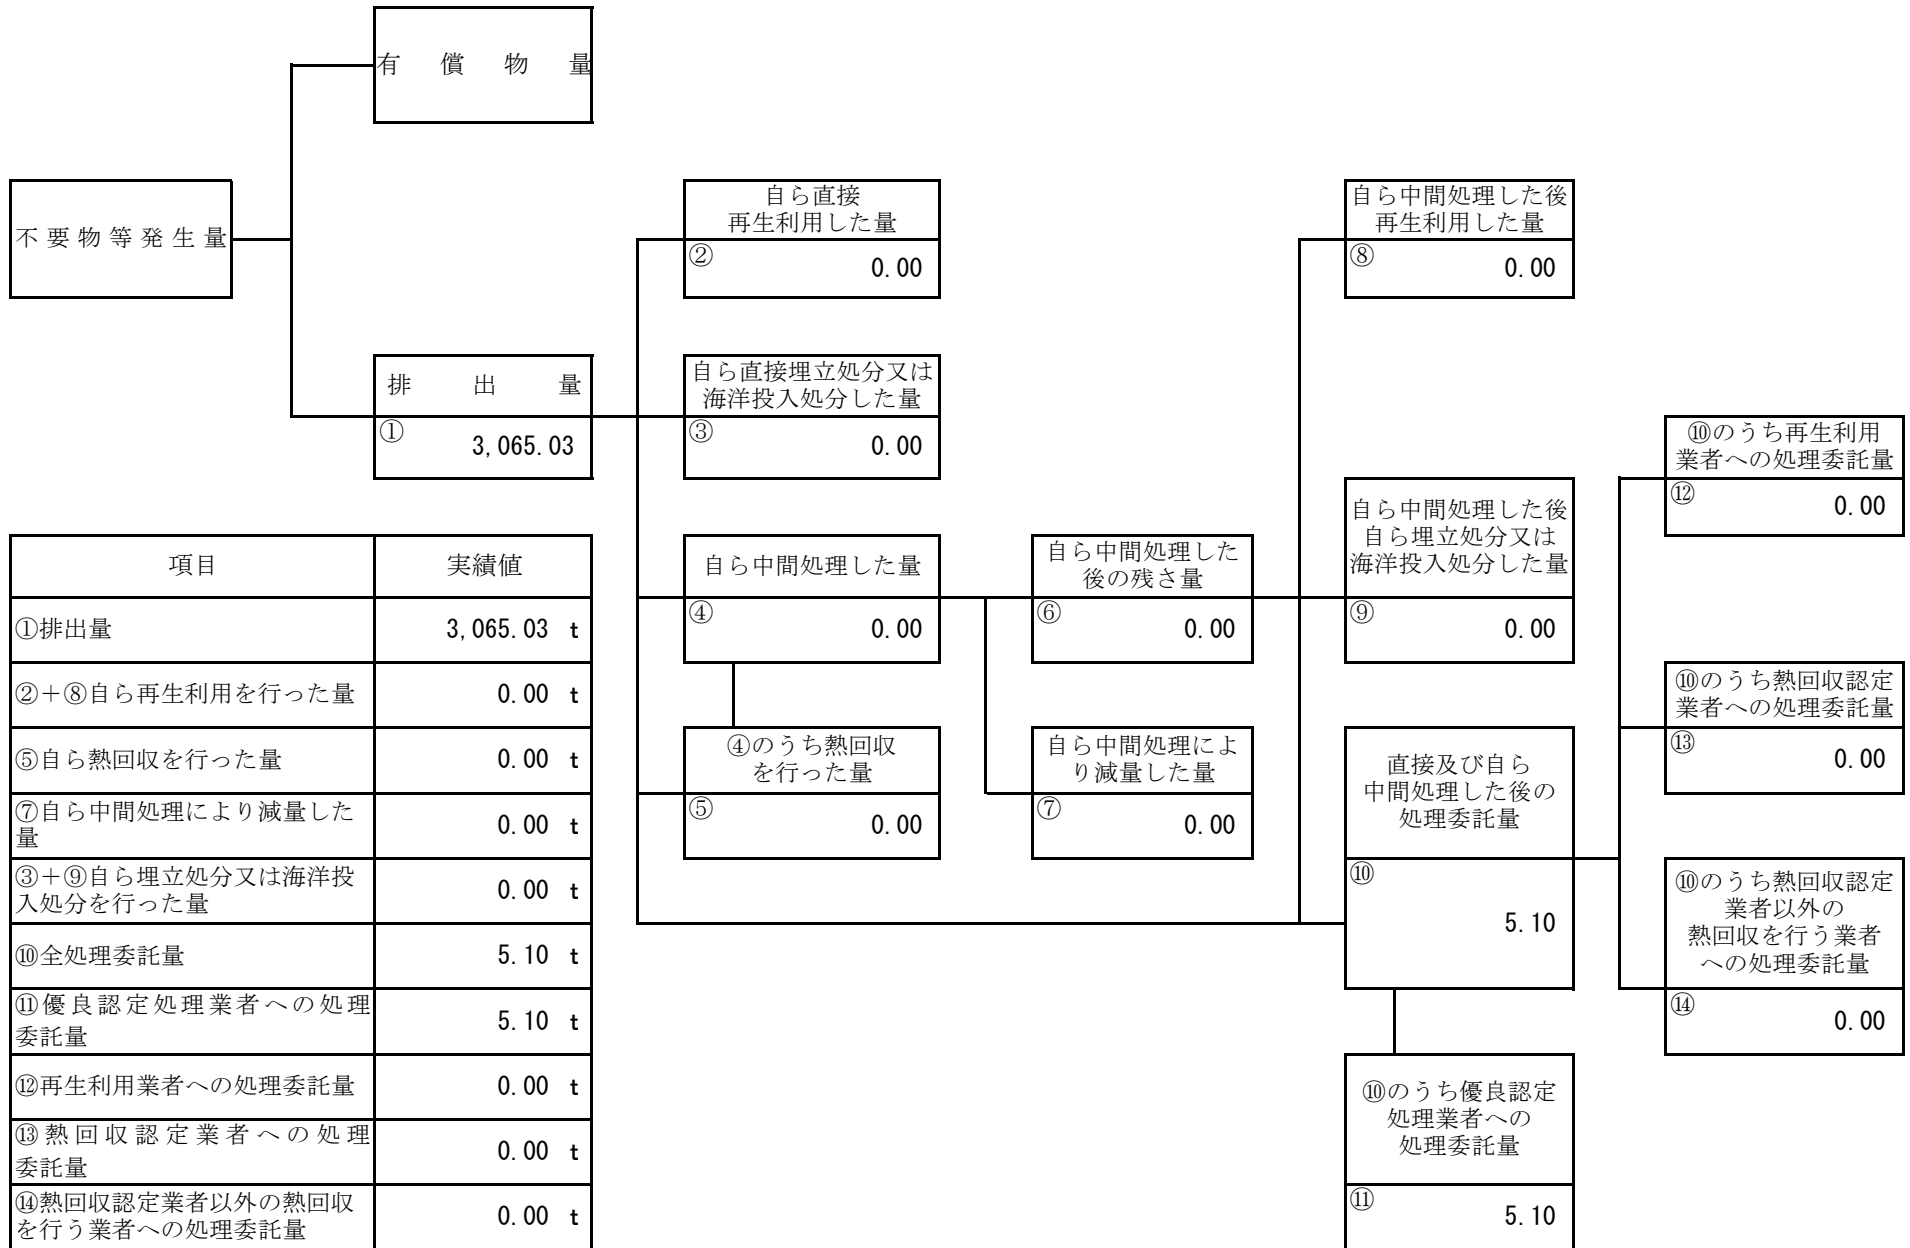 有償物量
不要物等発生量
自ら直接
再生利用した量
②
0.00
自ら中間処理した後
再生利用した量
⑧
0.00
排出量
①
3,065.03
自ら直接埋立処分又は
海洋投入処分した量
③
0.00
⑩のうち再生利用
業者への処理委託量
⑫
0.00
自ら中間処理した量
④
0.00
自ら中間処理した
後の残さ量
⑥
0.00
自ら中間処理した後
自ら埋立処分又は
海洋投入処分した量
⑨
0.00
⑩のうち熱回収認定
業者への処理委託量
⑬
0.00
④のうち熱回収
を行った量
⑤
0.00
自ら中間処理によ
り減量した量
⑦
0.00
直接及び自ら
中間処理した後の
処理委託量
⑩
5.10
⑩のうち熱回収認定
業者以外の
熱回収を行う業者
への処理委託量
⑭
0.00
⑩のうち優良認定
処理業者への
処理委託量
⑪
5.10
項目 実績値
①排出量 3,065.03 t
②+⑧自ら再生利用を行った量 0.00 t
⑤自ら熱回収を行った量 0.00 t
⑦自ら中間処理により減量した
量 0.00 t
③+⑨自ら埋立処分又は海洋投
入処分を行った量 0.00 t
⑩全処理委託量 5.10 t
⑪優良認定処理業者への処理
委託量 5.10 t
⑫再生利用業者への処理委託量 0.00 t
⑬熱回収認定業者への処理
委託量 0.00 t
⑭熱回収認定業者以外の熱回収
を行う業者への処理委託量 0.00 t